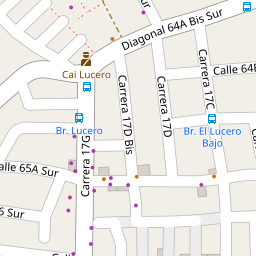 Diagonal 64A Bis Sur
Cai Lucero
Calle 64B
Carrera 17D Bis
Carrera 17D
Carrera 17C
Br. Lucero
Br. El Lucero
Bajo
Carrera 17G
alle 65A Sur
6 Sur